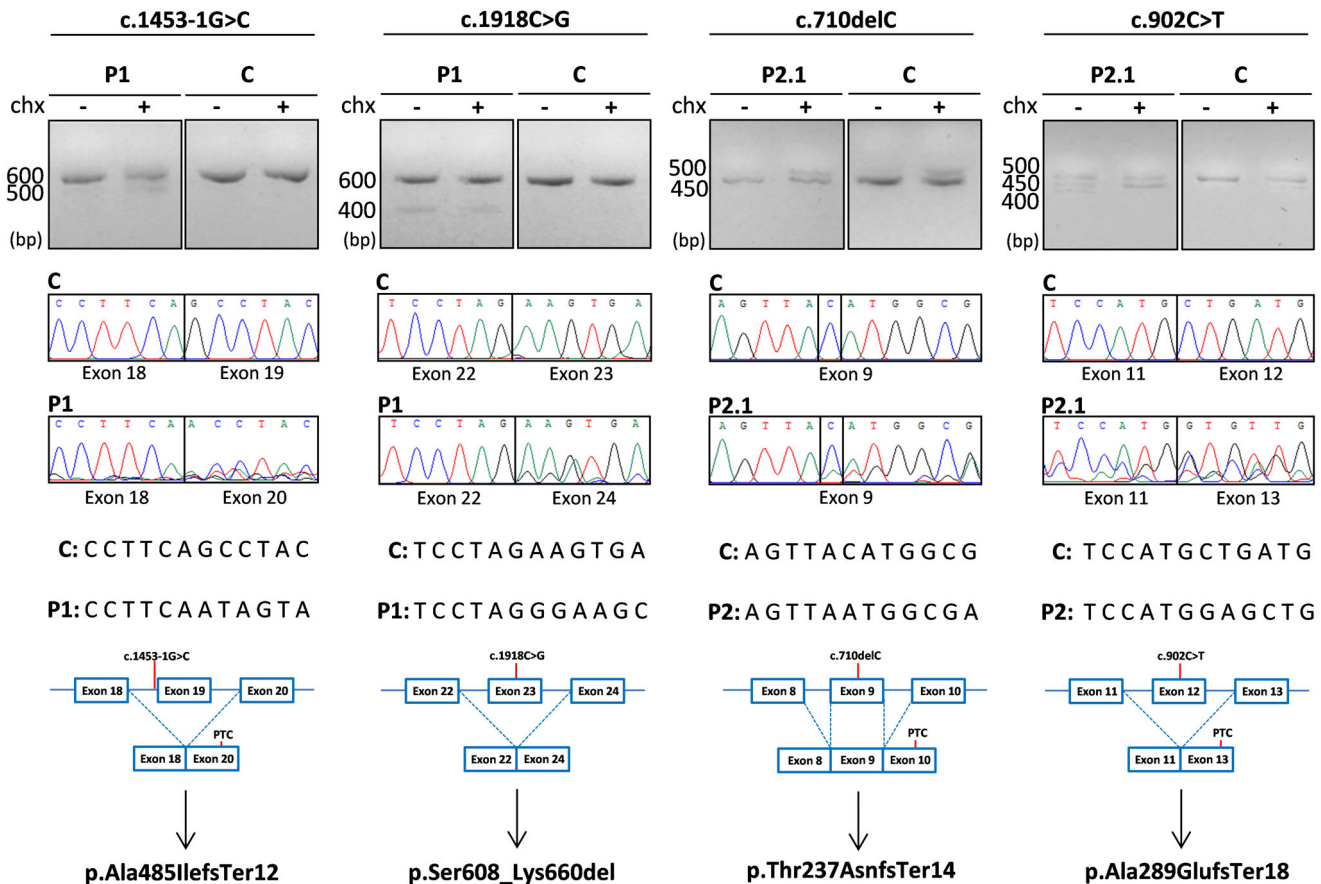 c.1453-1G>C
c.1918C>G
c.710delC
c.902C>T
P1 C
P1 C
P2.1 C
P2.1 C
chx - + - +
chx - + - +
chx - + - +
chx - + - +
600
500
(bp)
600
400
(bp)
500
450
(bp)
500
450
400
(bp)
C
C C T T C A G C C T A C
Exon 18 Exon 19
C
T C C T A G A A G T G A
Exon 22 Exon 23
C
A G T T A C A T G G C G
Exon 9
C
T C C A T G C T G A T G
Exon 11 Exon 12
P1
C C T T C A A C C T A C
Exon 18 Exon 20
P1
T C C T A G A A G T G A
Exon 22 Exon 24
P2.1
A G T T A C A T G G C G
Exon 9
P2.1
T C C A T G G T G T T G
Exon 11 Exon 13
C: C C T T C A G C C T A C
C: T C C T A G A A G T G A
C: A G T T A C A T G G C G
C: T C C A T G C T G A T G
P1: C C T T C A A T A G T A
P1: T C C T A G G G A A G C
P2: A G T T A A T G G C G A
P2: T C C A T G G A G C T G
c.1453-1G>C
Exon 18 Exon 19 Exon 20
PTC
Exon 18 Exon 20
c.1918C>G
Exon 22 Exon 23 Exon 24
Exon 22 Exon 24
c.710delC
Exon 8 Exon 9 Exon 10
PTC
Exon 8 Exon 9 Exon 10
c.902C>T
Exon 11 Exon 12 Exon 13
PTC
Exon 11 Exon 13
p.Ala485IlefsTer12
p.Ser608_Lys660del
p.Thr237AsnfsTer14
p.Ala289GlufsTer18